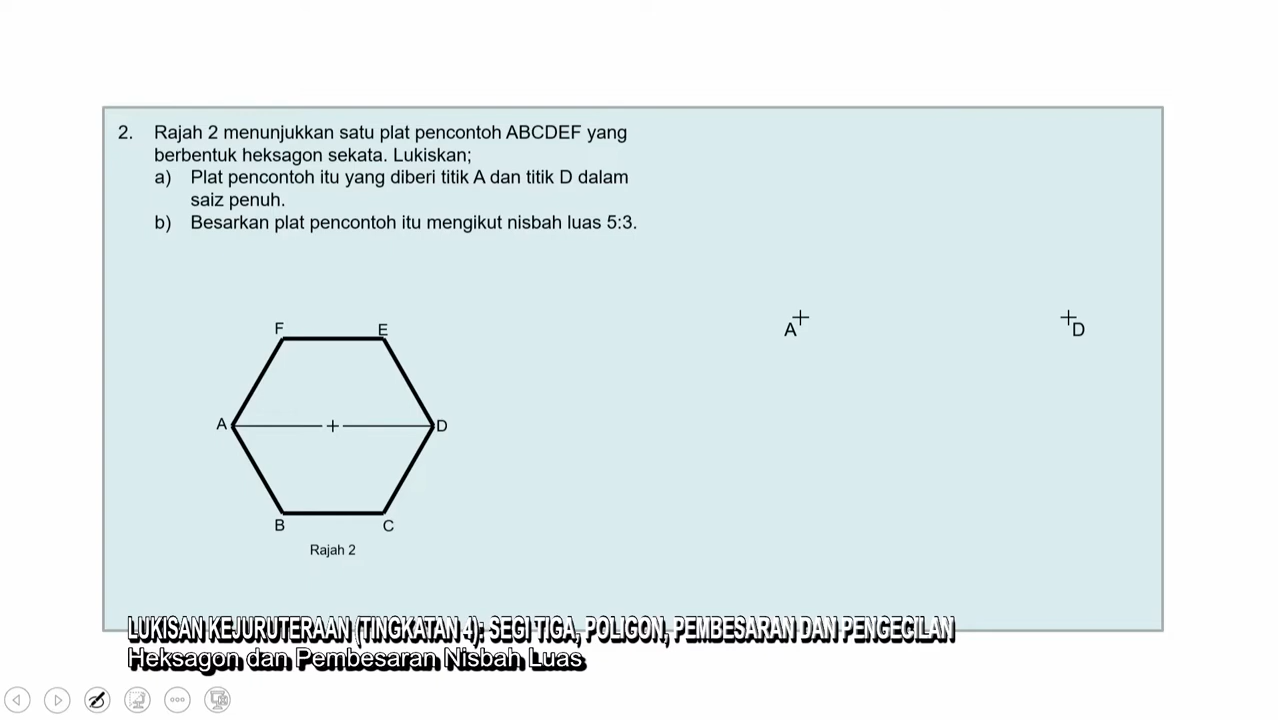 2. Rajah 2 menunjukkan satu plat pencontoh ABCDEF yang
berbentuk heksagon sekata. Lukiskan;
a) Plat pencontoh itu yang diberi titik A dan titik D dalam
saiz penuh.
b) Besarkan plat pencontoh itu mengikut nisbah luas 5:3.
F E
A D
B C
Rajah 2
A D
LUKISAN KEJURUTERAAN (TINGKATAN 4): SEGI TIGA, POLIGON, PEMBESARAN DAN PENGECILAN
Heksagon dan Pembesaran Nisbah Luas